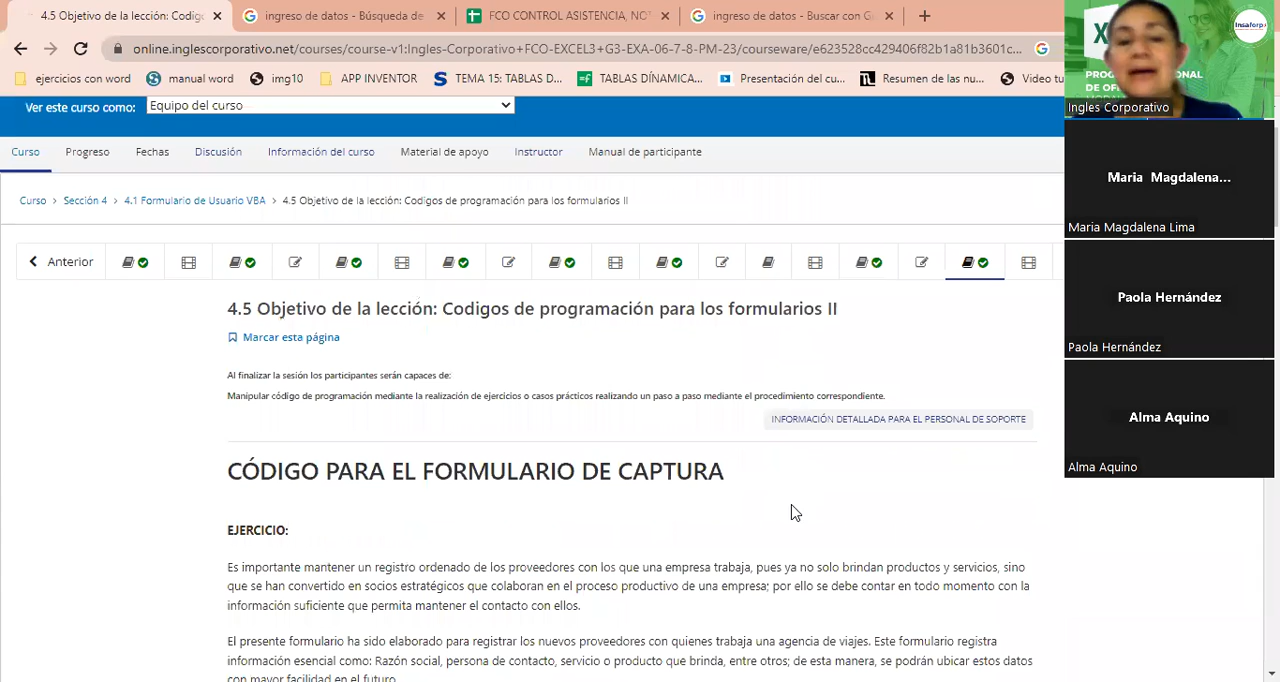 4.5 Objetivo de la lección: Codigo
ingreso de datos - Búsqueda de
FCO CONTROL ASISTENCIA, NOT
ingreso de datos - Buscar con G
online.inglescorporativo.net/courses/course-v1:Ingles-Corporativo+FCO-EXCEL3+G3-EXA-06-7-8-PM-23/courseware/e623528cc429406f82b1a81b3601c...
ejercicios con word
manual word
img10
APP INVENTOR
TEMA 15: TABLAS D...
TABLAS DÍNAMICA...
Presentación del cu...
Resumen de las nu...
Video tu
Ver este curso como:
Equipo del curso
Curso
Progreso
Fechas
Discusión
Información del curso
Material de apoyo
Instructor
Manual de participante
Curso > Sección 4 > 4.1 Formulario de Usuario VBA > 4.5 Objetivo de la lección: Codigos de programación para los formularios II
Anterior
4.5 Objetivo de la lección: Codigos de programación para los formularios II
Marcar esta página
Al finalizar la sesión los participantes serán capaces de:
Manipular código de programación mediante la realización de ejercicios o casos prácticos realizando un paso a paso mediante el procedimiento correspondiente.
INFORMACIÓN DETALLADA PARA EL PERSONAL DE SOPORTE
CÓDIGO PARA EL FORMULARIO DE CAPTURA
EJERCICIO:
Es importante mantener un registro ordenado de los proveedores con los que una empresa trabaja, pues ya no solo brindan productos y servicios, sino
que se han convertido en socios estratégicos que colaboran en el proceso productivo de una empresa; por ello se debe contar en todo momento con la
información suficiente que permita mantener el contacto con ellos.
El presente formulario ha sido elaborado para registrar los nuevos proveedores con quienes trabaja una agencia de viajes. Este formulario registra
información esencial como: Razón social, persona de contacto, servicio o producto que brinda, entre otros; de esta manera, se podrán ubicar estos datos
con mayor facilidad en el futuro.
Insaforp
Ingles Corporativo
Maria Magdalena...
Maria Magdalena Lima
Paola Hernández
Paola Hernández
Alma Aquino
Alma Aquino